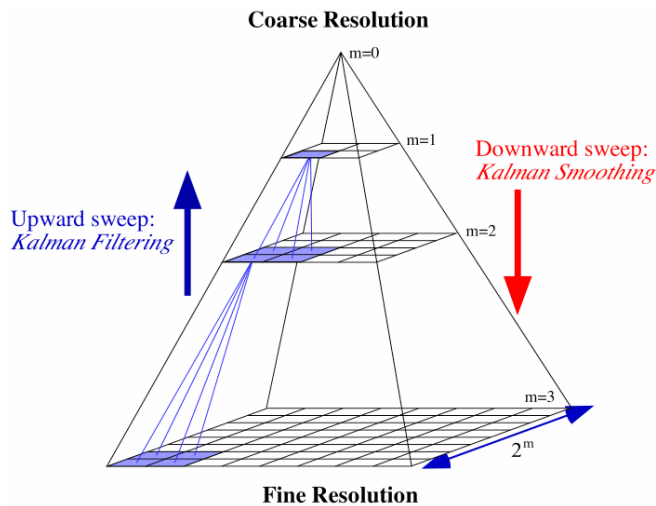 Coarse Resolution
m=0
m=1
Downward sweep:
Kalman Smoothing
Upward sweep:
Kalman Filtering
m=2
m=3
2^m
Fine Resolution